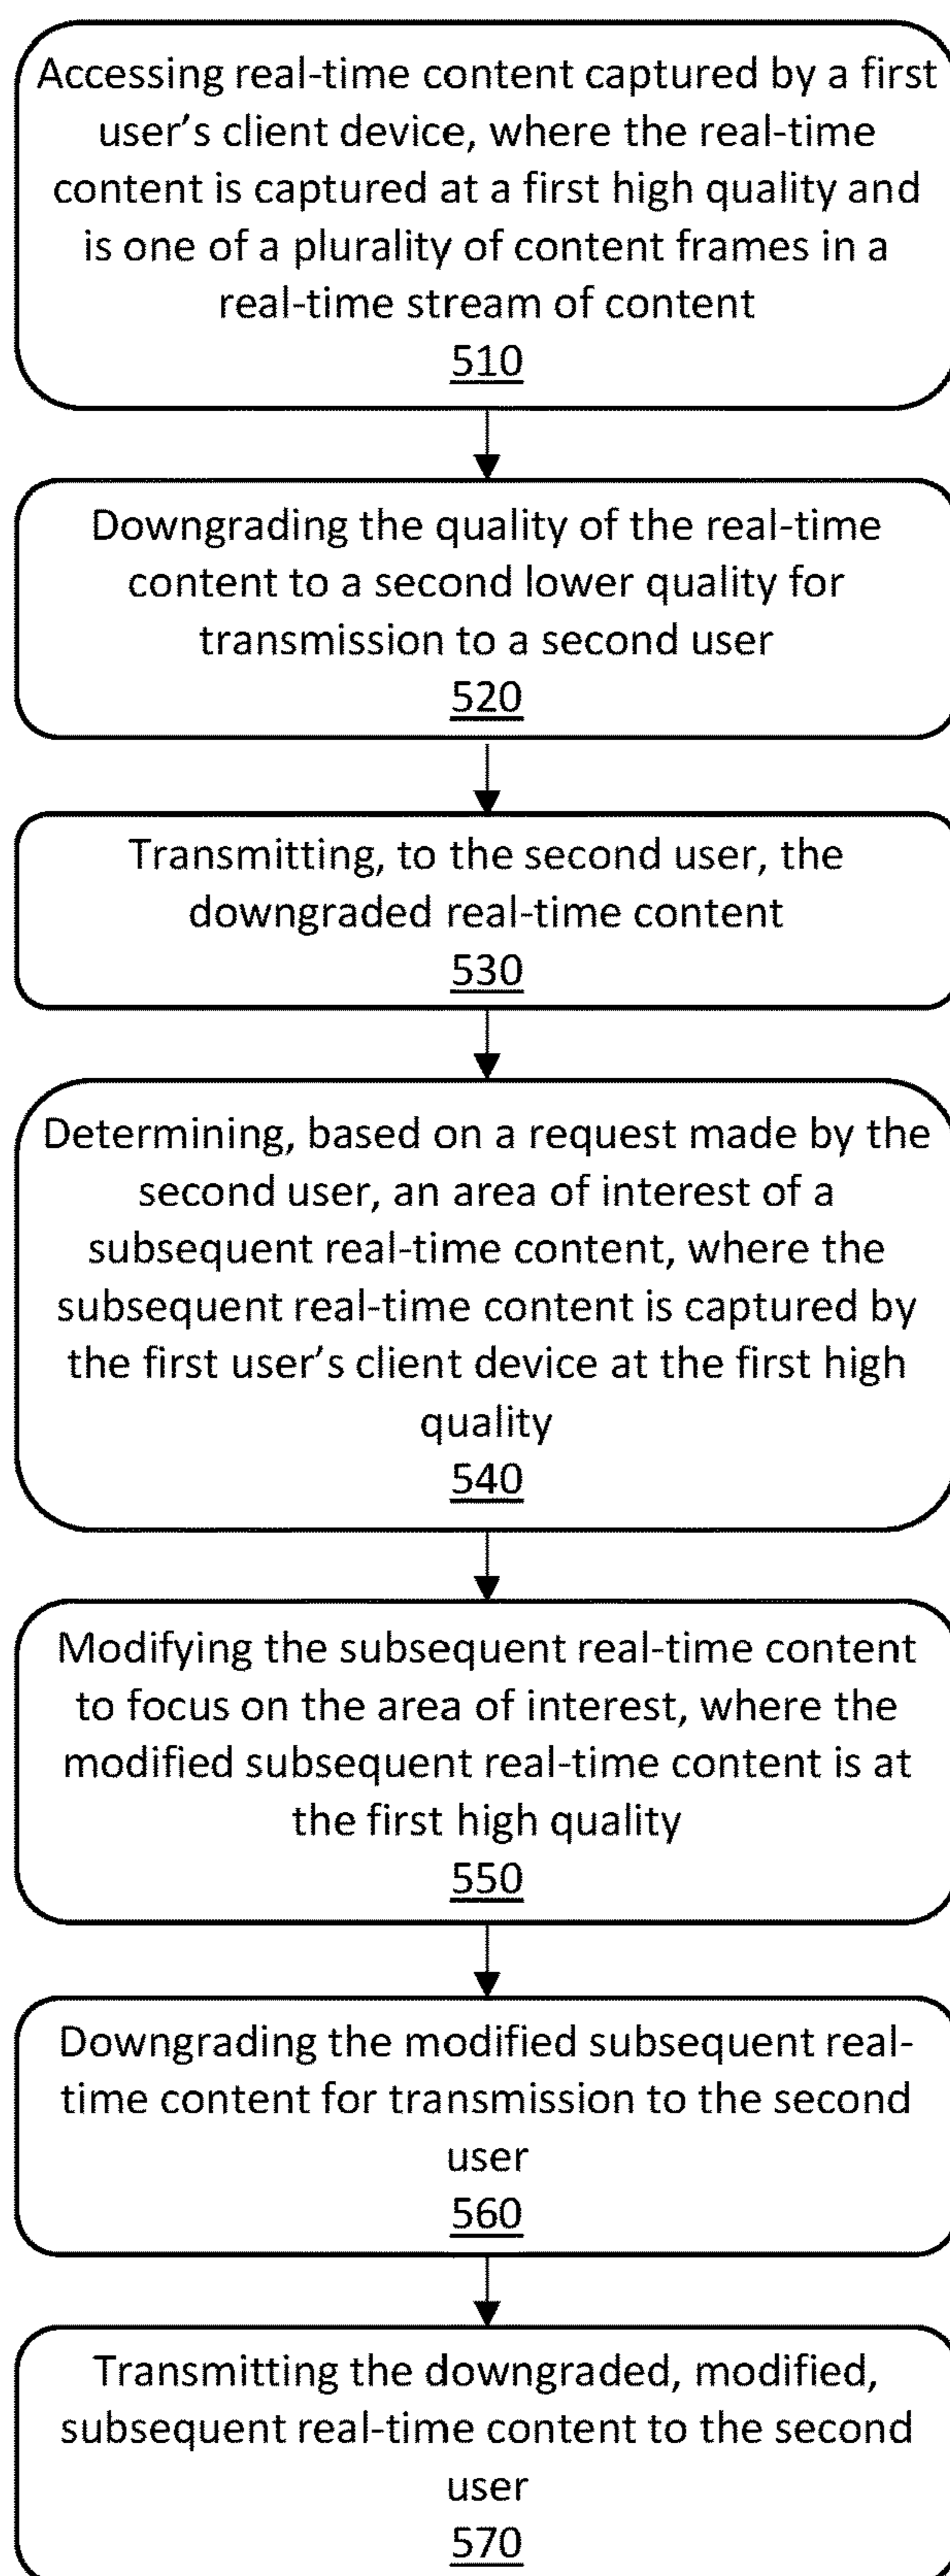 Accessing real-time content captured by a first
user's client device, where the real-time
content is captured at a first high quality and
is one of a plurality of content frames in a
real-time stream of content
510
Downgrading the quality of the real-time
content to a second lower quality for
transmission to a second user
520
Transmitting, to the second user, the
downgraded real-time content
530
Determining, based on a request made by the
second user, an area of interest of a
subsequent real-time content, where the
subsequent real-time content is captured by
the first user's client device at the first high
quality
540
Modifying the subsequent real-time content
to focus on the area of interest, where the
modified subsequent real-time content is at
the first high quality
550
Downgrading the modified subsequent real-
time content for transmission to the second
user
560
Transmitting the downgraded, modified,
subsequent real-time content to the second
user
570